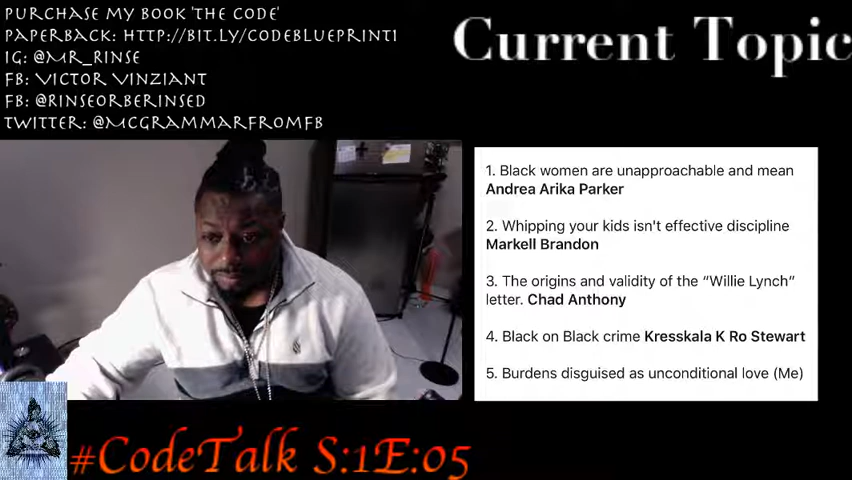 PURCHASE MY BOOK 'THE CODE'
PAPERBACK: HTTP://BIT.LY/CODEBLUEPRINT1
IG: @MR_RINSE
FB: VICTOR VINZIANT
FB: @RINSEORBERINSED
TWITTER: @MCGRAMMARFROMFB
Current Topic
1. Black women are unapproachable and mean
Andrea Arika Parker
2. Whipping your kids isn't effective discipline
Markell Brandon
3. The origins and validity of the “Willie Lynch”
letter. Chad Anthony
4. Black on Black crime Kresskala K Ro Stewart
5. Burdens disguised as unconditional love (Me)
#CodeTalk S:1E:05